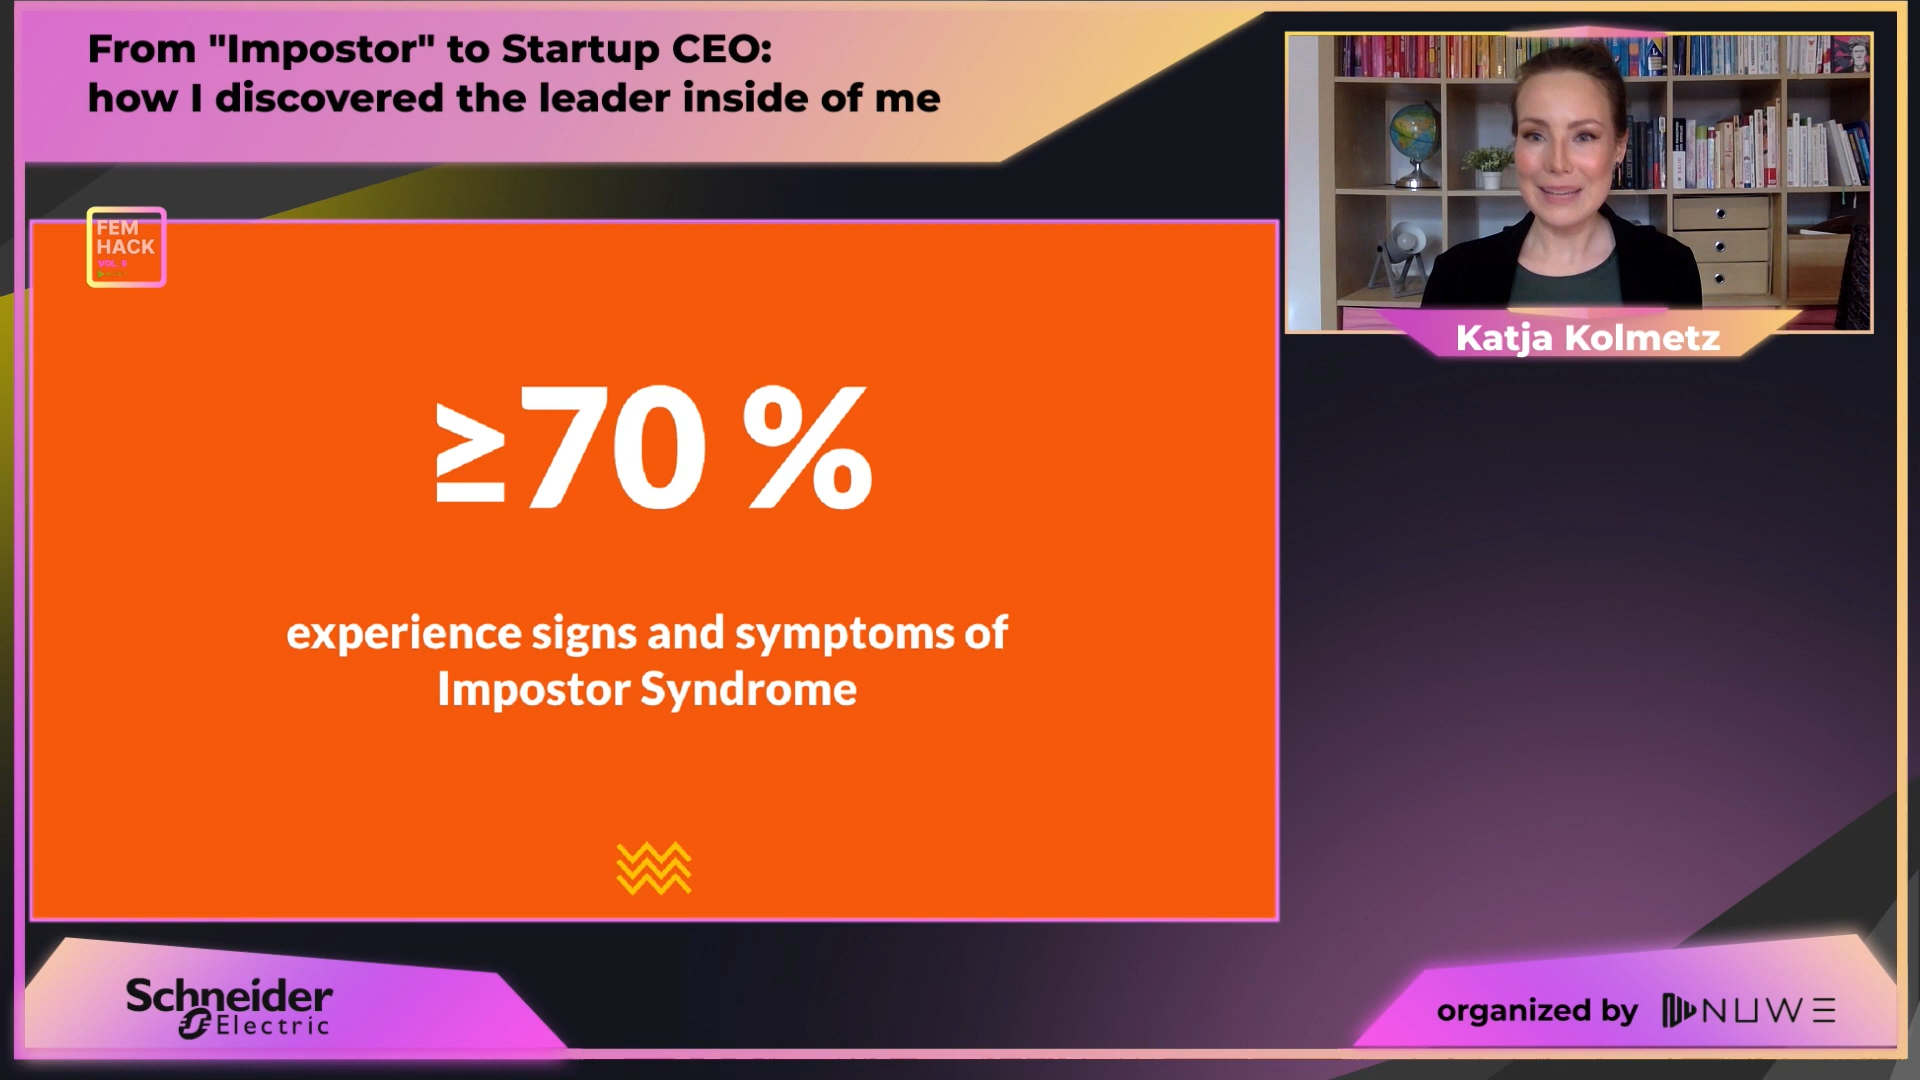 From "Impostor" to Startup CEO:
how I discovered the leader inside of me
FEM
HACK
≥70 %
experience signs and symptoms of
Impostor Syndrome
Katja Kolmetz
Schneider
Electric
organized by NUWE